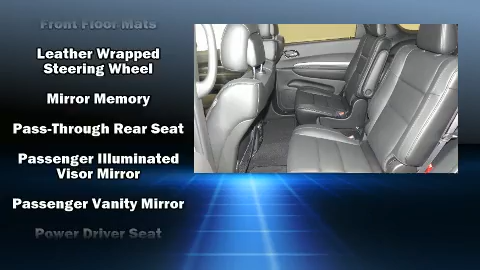 Front Floor Mats
Leather Wrapped
Steering Wheel
Mirror Memory
Pass-Through Rear Seat
Passenger Illuminated
Visor Mirror
Passenger Vanity Mirror
Power Driver Seat